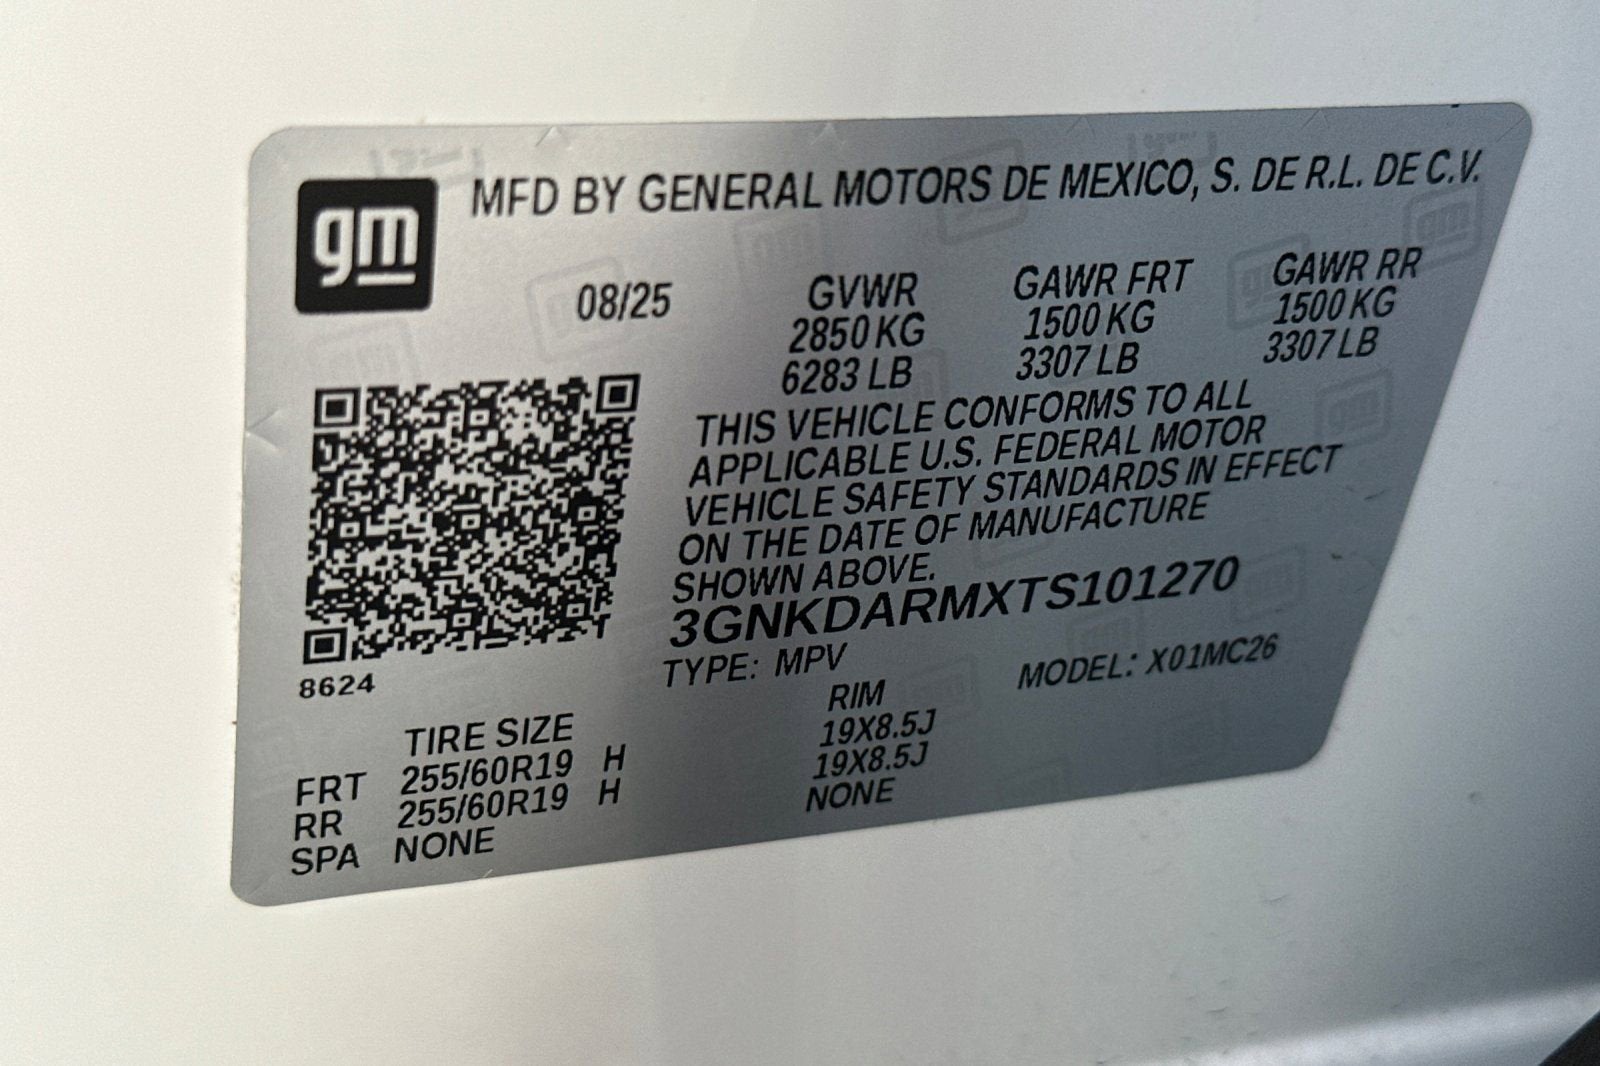 gm
MFD BY GENERAL MOTORS DE MEXICO, S. DE R.L. DE C.V.
08/25 GVWR GAWR FRT GAWR RR
2850 KG 1500 KG 1500 KG
6283 LB 3307 LB 3307 LB
THIS VEHICLE CONFORMS TO ALL
APPLICABLE U.S. FEDERAL MOTOR
VEHICLE SAFETY STANDARDS IN EFFECT
ON THE DATE OF MANUFACTURE
SHOWN ABOVE.
3GNKDARMXTS101270
TYPE: MPV MODEL: X01MC26
8624
TIRE SIZE RIM
FRT 255/60R19 H 19X8.5J
RR 255/60R19 H 19X8.5J
SPA NONE NONE